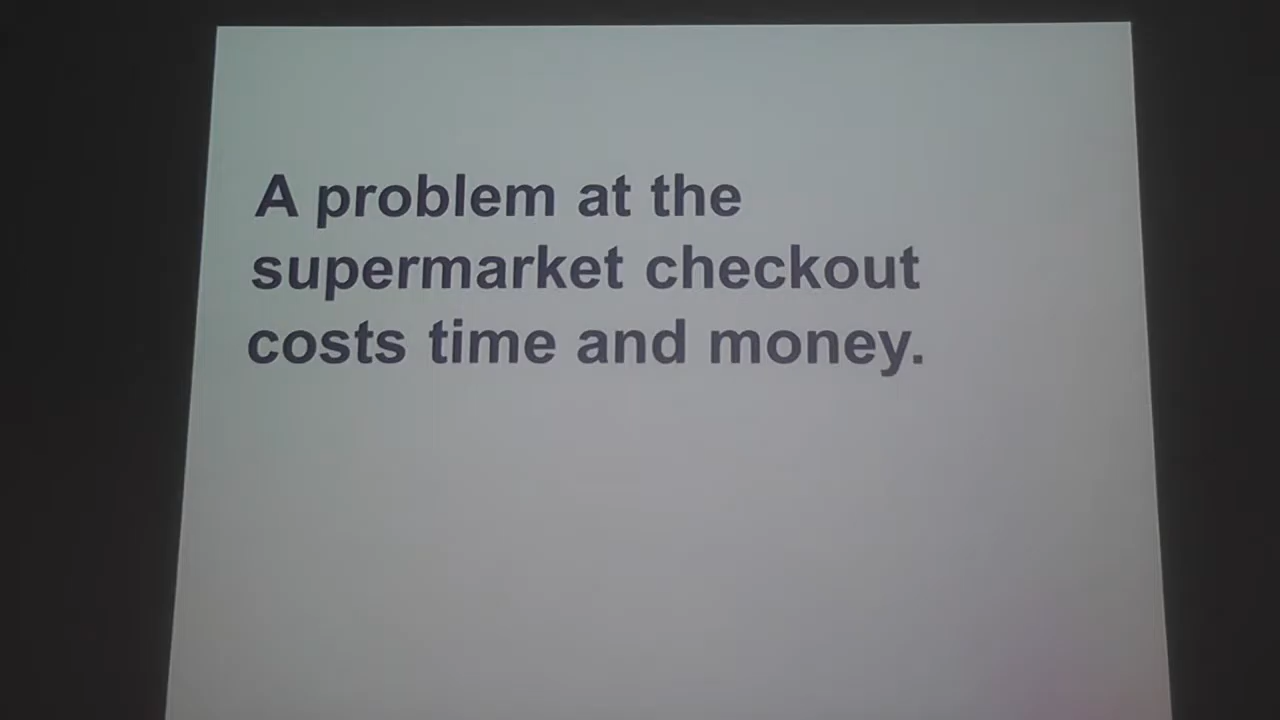 A problem at the
supermarket checkout
costs time and money.